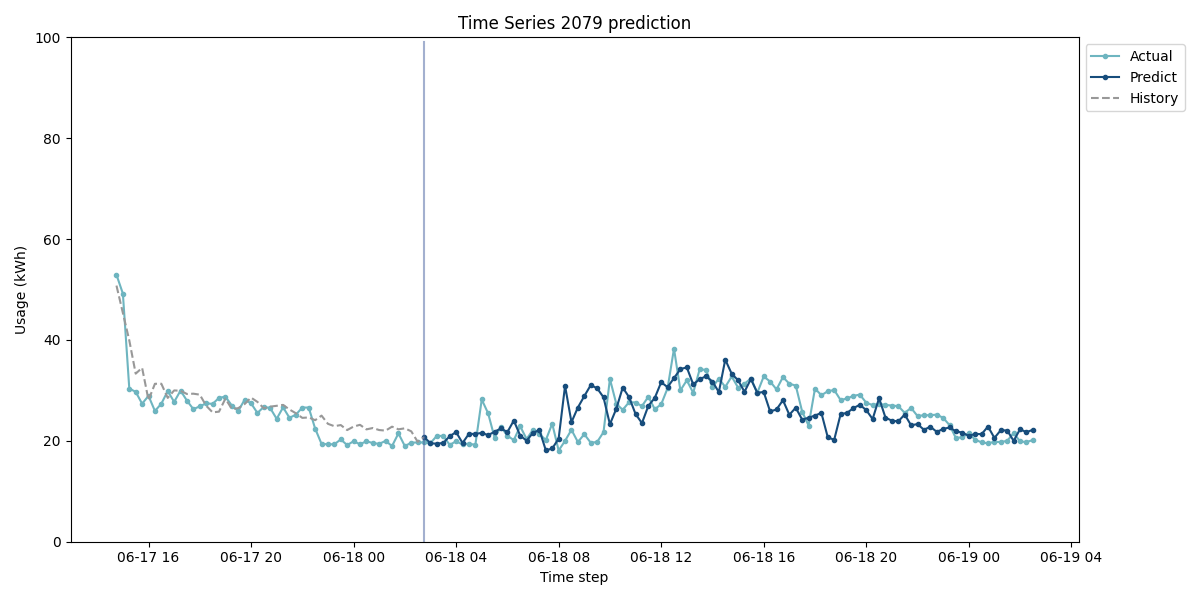 Time Series 2079 prediction
100
80
60
40
20
0
Usage (kWh)
06-17 16
06-17 20
06-18 00
06-18 04
06-18 08
06-18 12
06-18 16
06-18 20
06-19 00
06-19 04
Time step
Actual
Predict
History